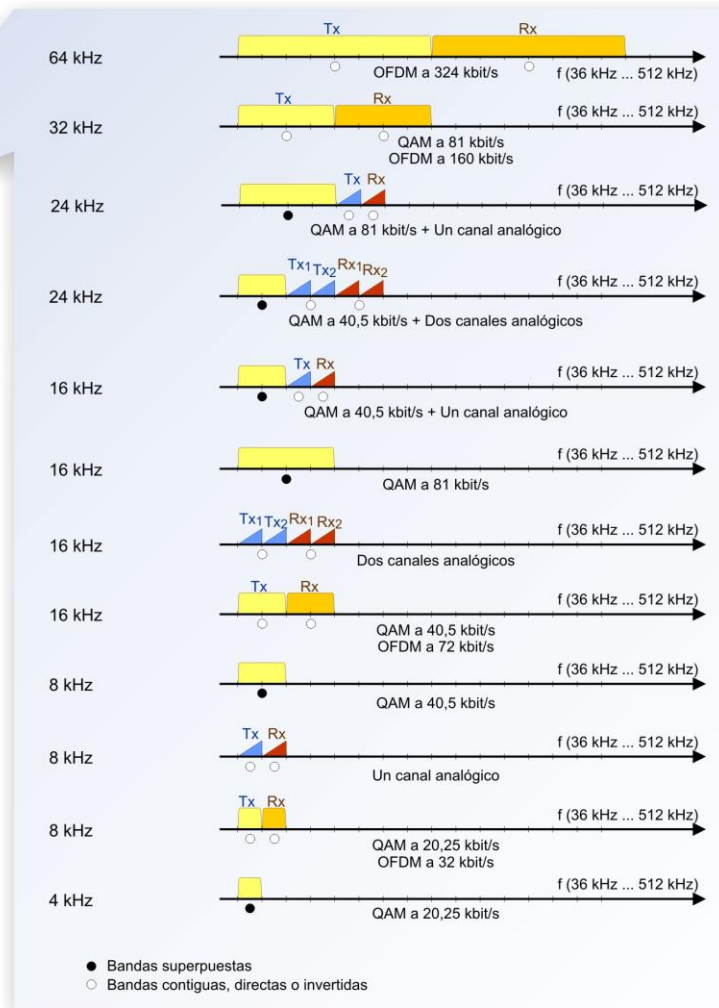 Tx Rx
64 kHz
OFDM a 324 kbit/s f (36 kHz ... 512 kHz)
Tx Rx f (36 kHz ... 512 kHz)
32 kHz
QAM a 81 kbit/s
OFDM a 160 kbit/s
Tx Rx f (36 kHz ... 512 kHz)
24 kHz
QAM a 81 kbit/s + Un canal analógico
Tx1 Tx2 Rx1 Rx2 f (36 kHz ... 512 kHz)
24 kHz
QAM a 40,5 kbit/s + Dos canales analógicos
Tx Rx f (36 kHz ... 512 kHz)
16 kHz
QAM a 40,5 kbit/s + Un canal analógico
f (36 kHz ... 512 kHz)
16 kHz
QAM a 81 kbit/s
Tx1 Tx2 Rx1 Rx2 f (36 kHz ... 512 kHz)
16 kHz
Dos canales analógicos
Tx Rx f (36 kHz ... 512 kHz)
16 kHz
QAM a 40,5 kbit/s
OFDM a 72 kbit/s
f (36 kHz ... 512 kHz)
8 kHz
QAM a 40,5 kbit/s
Tx Rx f (36 kHz ... 512 kHz)
8 kHz
Un canal analógico
Tx Rx f (36 kHz ... 512 kHz)
8 kHz
QAM a 20,25 kbit/s
OFDM a 32 kbit/s
f (36 kHz ... 512 kHz)
4 kHz
QAM a 20,25 kbit/s
Bandas superpuestas
Bandas contiguas, directas o invertidas